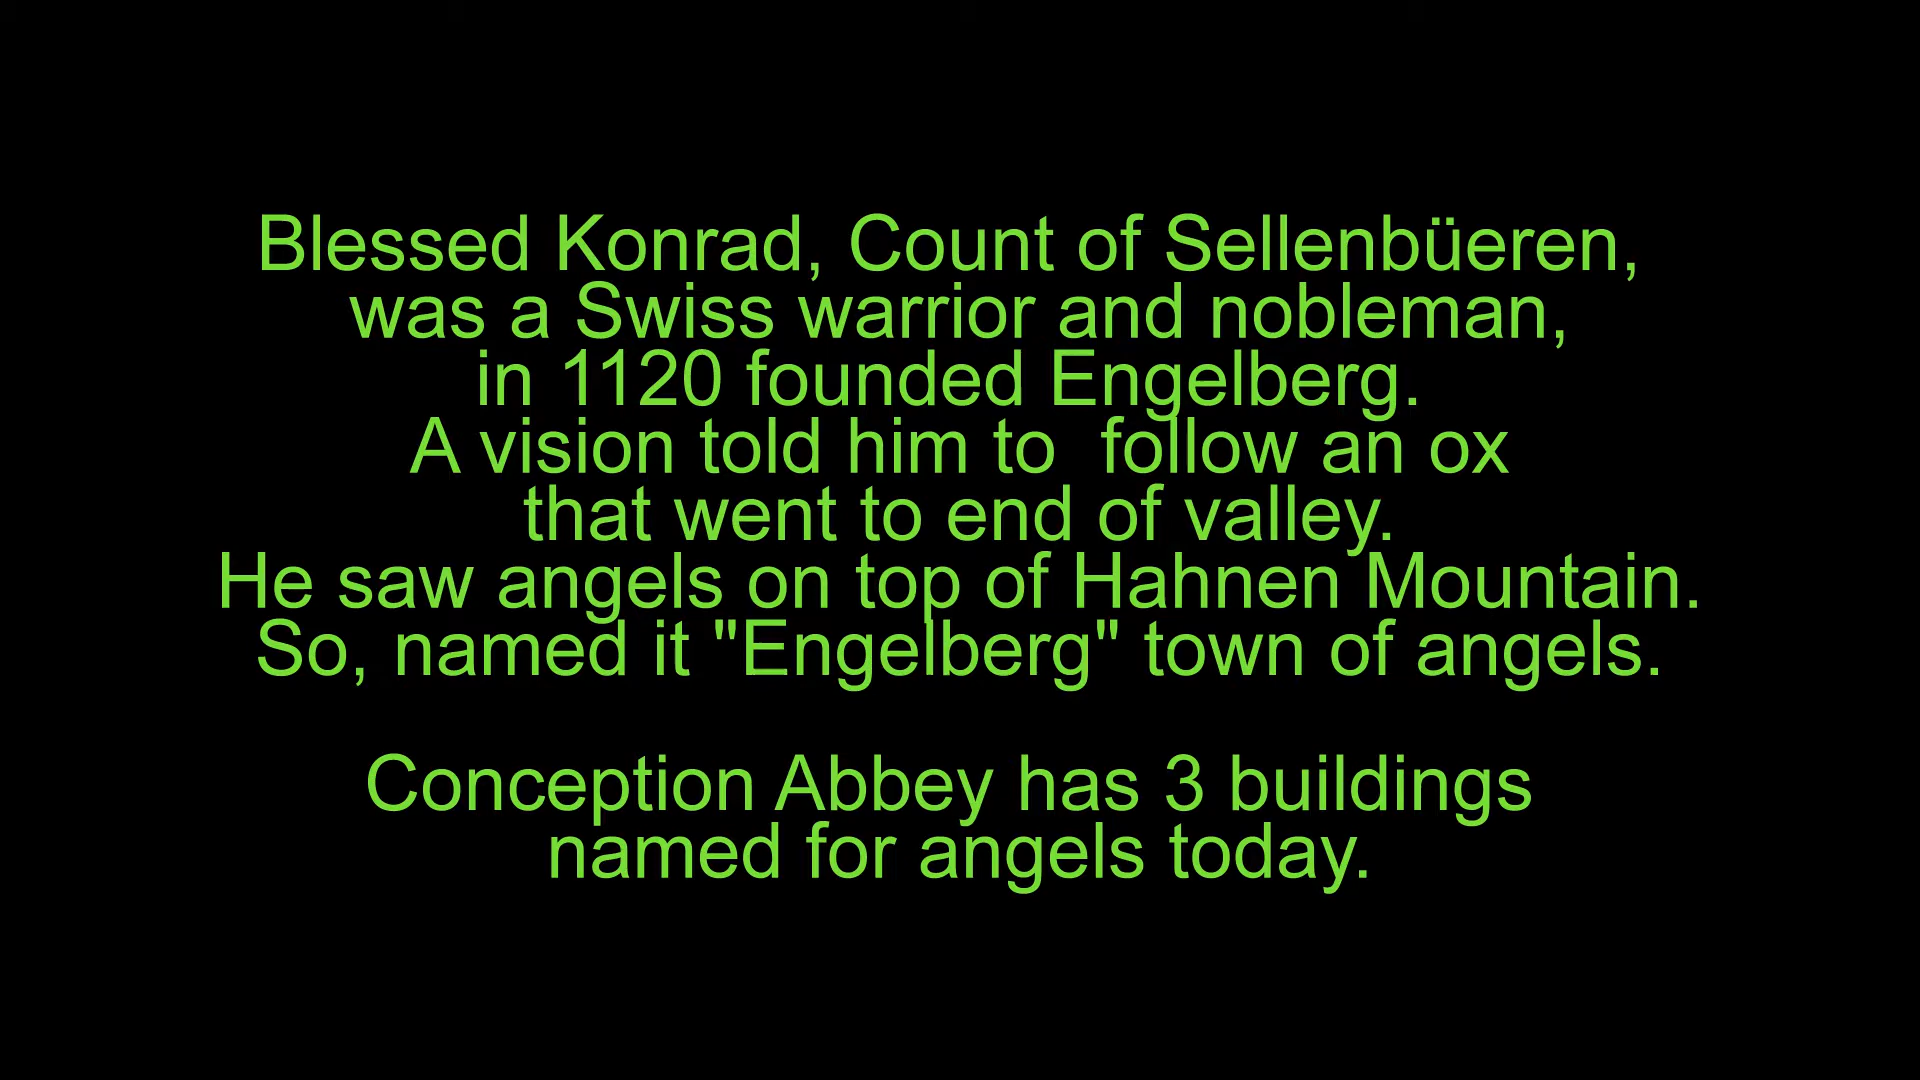 Blessed Konrad, Count of Sellenbüeren,
was a Swiss warrior and nobleman,
in 1120 founded Engelberg.
A vision told him to  follow an ox
that went to end of valley.
He saw angels on top of Hahnen Mountain.
So, named it "Engelberg" town of angels.
Conception Abbey has 3 buildings
named for angels today.